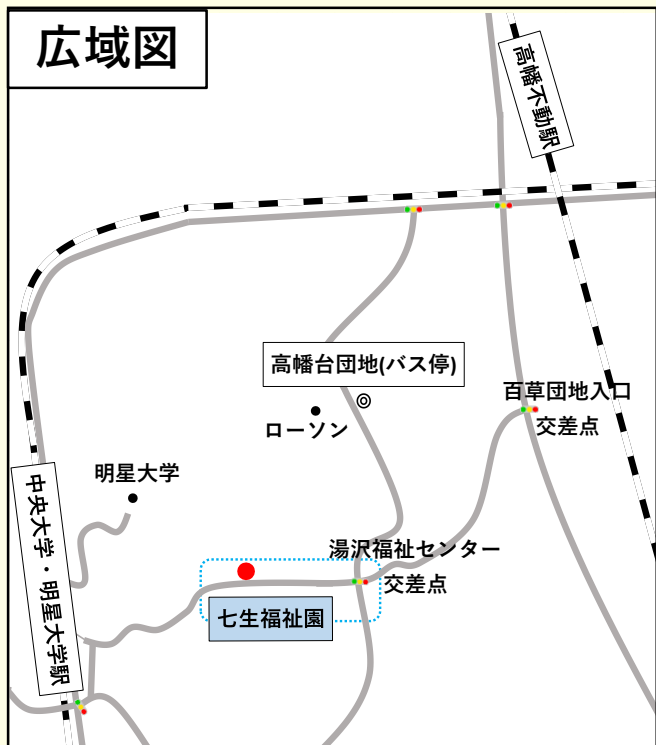 広域図
高幡不動駅
高幡台団地(バス停)
百草団地入口
交差点
ローソン
明星大学
中央大学・明星大学駅
湯沢福祉センター
交差点
七生福祉園